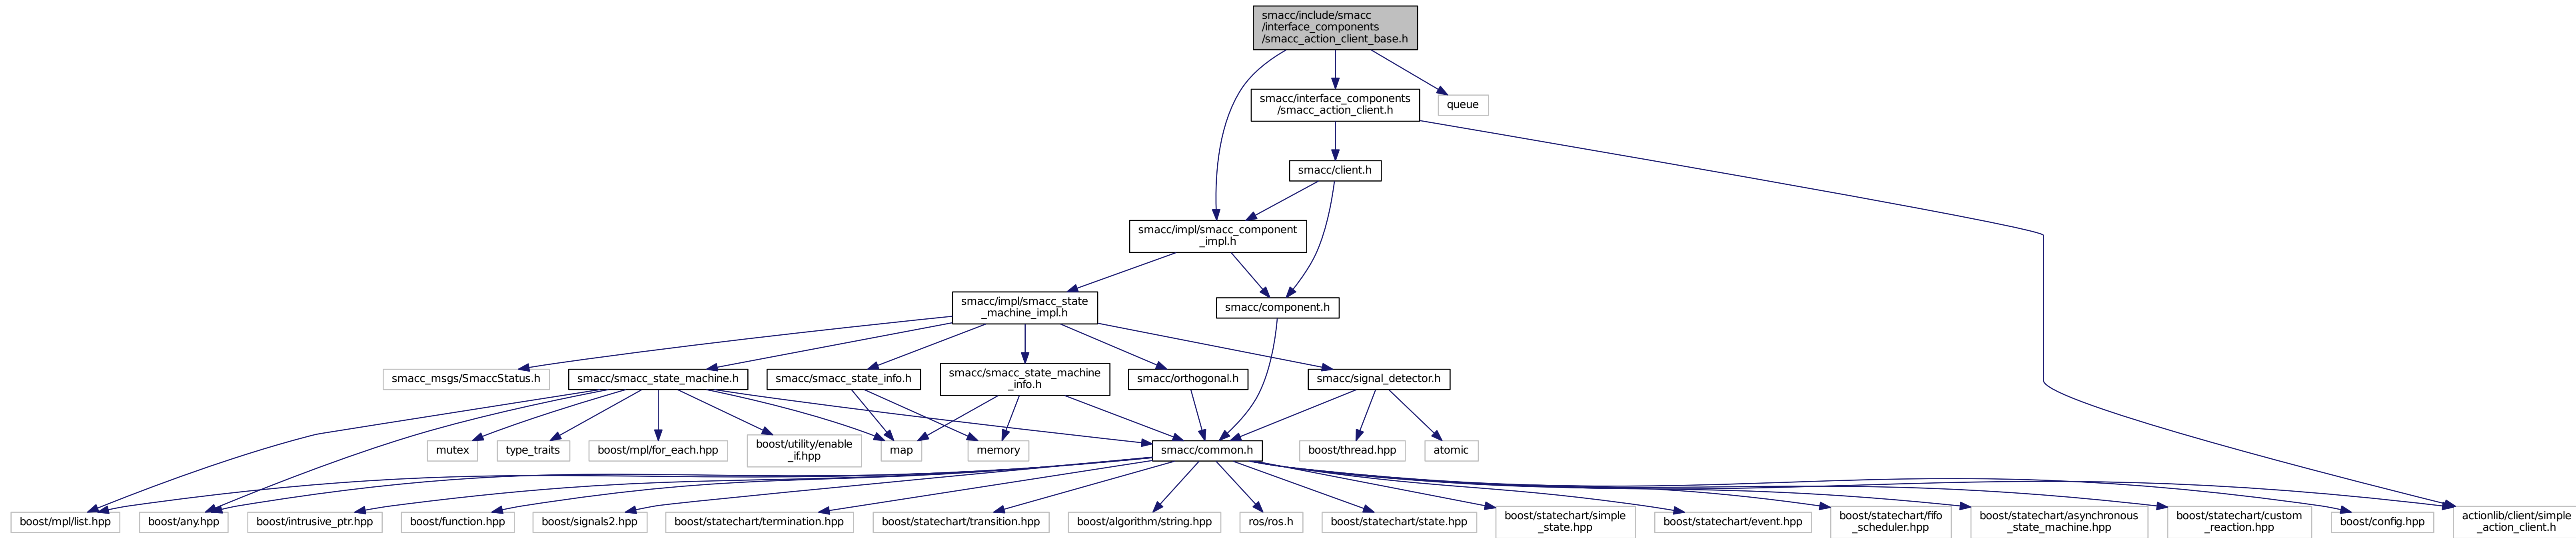 smacc/include/smacc
/interface_components
/smacc_action_client_base.h
smacc/interface_components
/smacc_action_client.h
queue
smacc/client.h
smacc/impl/smacc_component
_impl.h
smacc/impl/smacc_state
_machine_impl.h
smacc/component.h
smacc_msgs/SmaccStatus.h
smacc/smacc_state_machine.h
smacc/smacc_state_info.h
smacc/smacc_state_machine
_info.h
smacc/orthogonal.h
smacc/signal_detector.h
mutex
type_traits
boost/mpl/for_each.hpp
boost/utility/enable
_if.hpp
map
memory
smacc/common.h
boost/thread.hpp
atomic
boost/mpl/list.hpp
boost/any.hpp
boost/intrusive_ptr.hpp
boost/function.hpp
boost/signals2.hpp
boost/statechart/termination.hpp
boost/statechart/transition.hpp
boost/algorithm/string.hpp
ros/ros.h
boost/statechart/state.hpp
boost/statechart/simple
_state.hpp
boost/statechart/event.hpp
boost/statechart/fifo
_scheduler.hpp
boost/statechart/asynchronous
_state_machine.hpp
boost/statechart/custom
_reaction.hpp
boost/config.hpp
actionlib/client/simple
_action_client.h